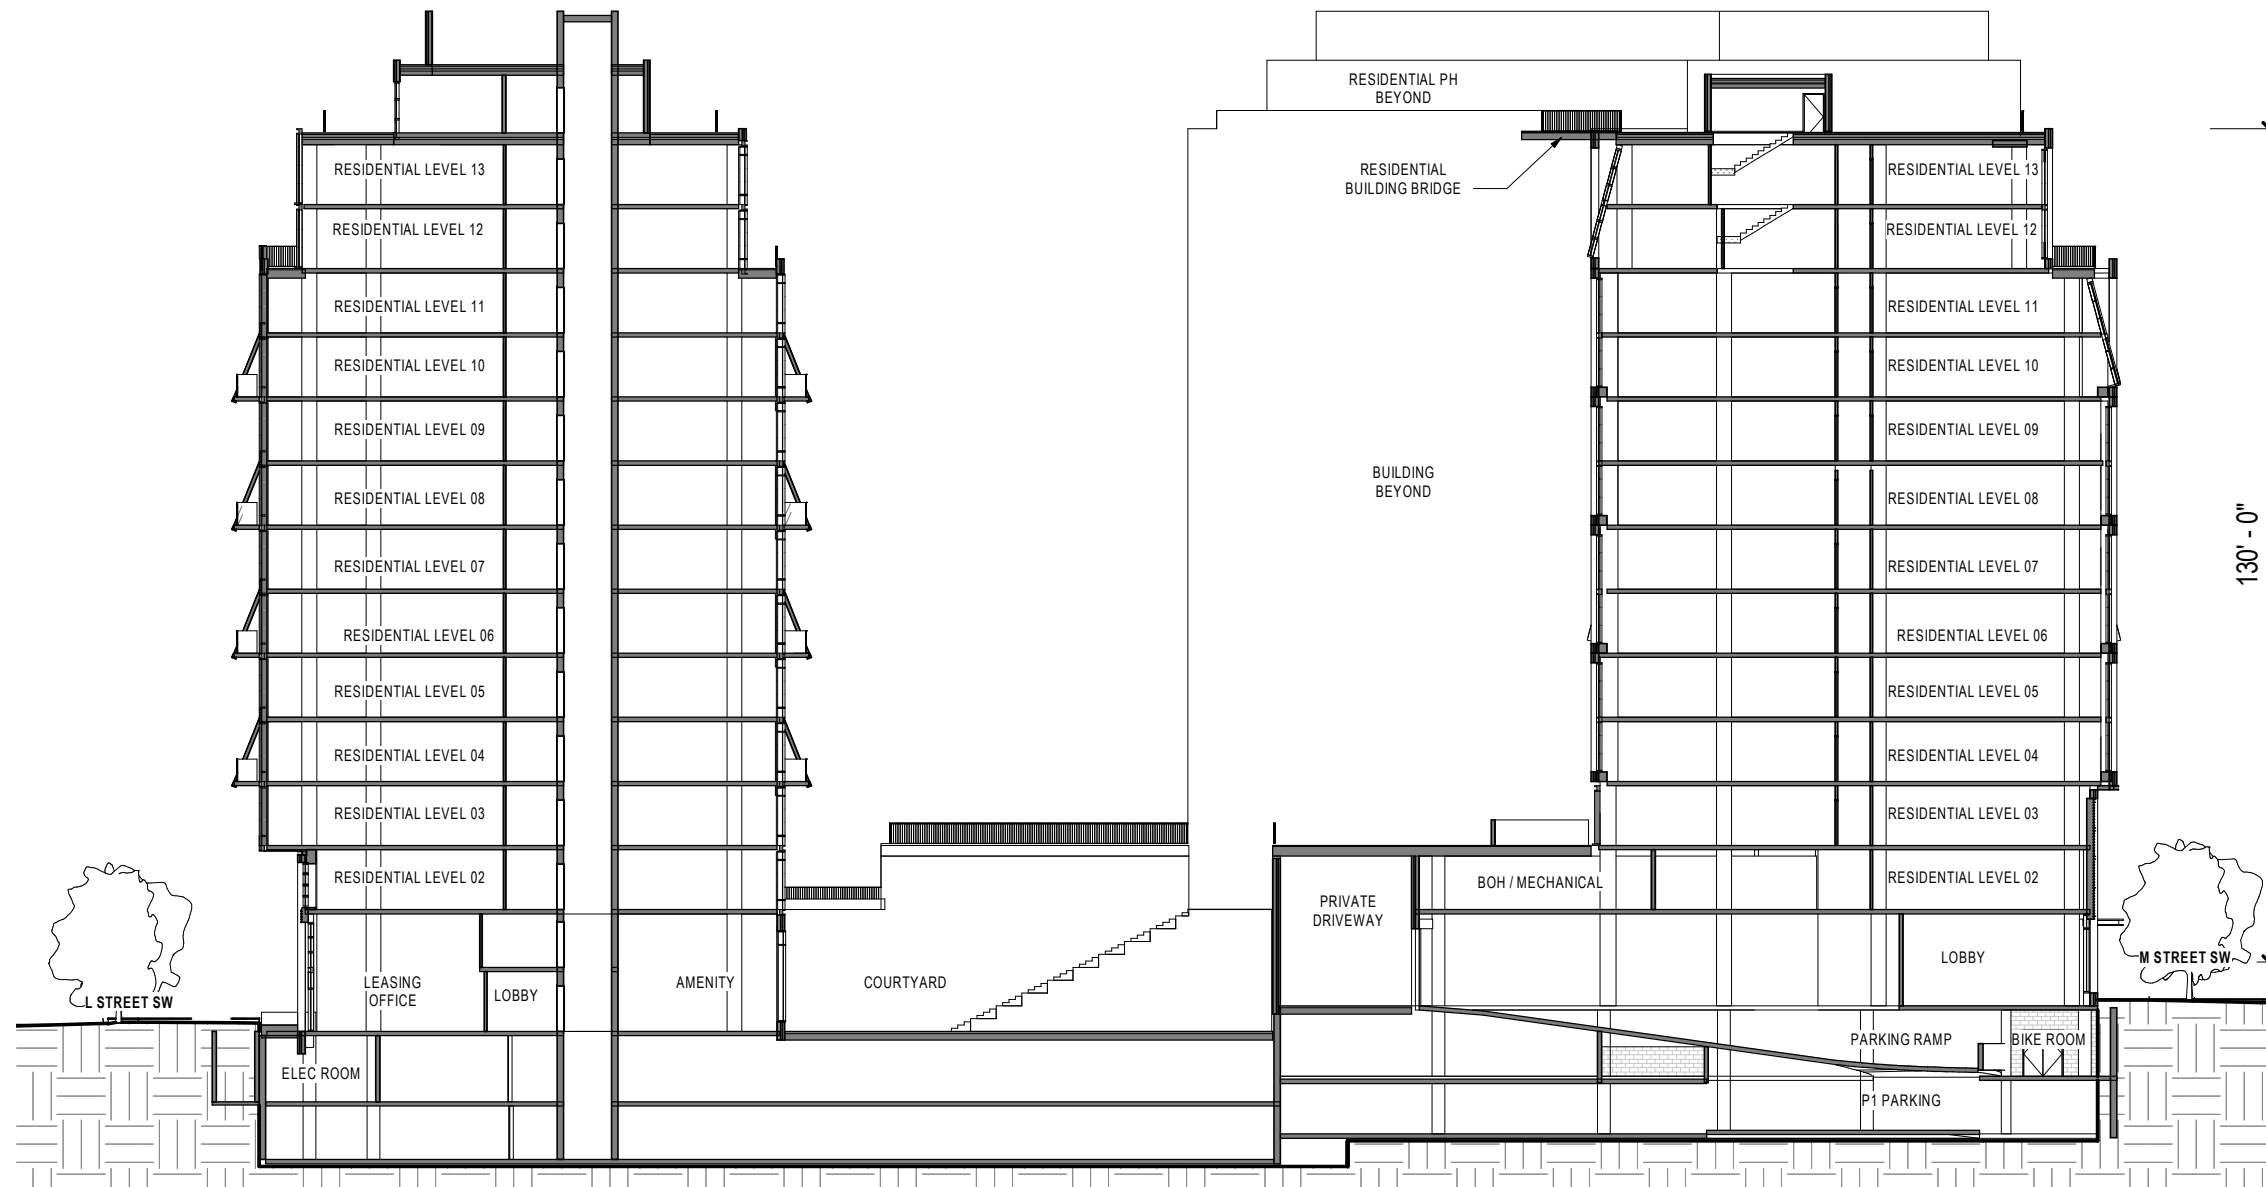 RESIDENTIAL PH
BEYOND
RESIDENTIAL LEVEL 13
RESIDENTIAL
BUILDING BRIDGE
RESIDENTIAL LEVEL 13
RESIDENTIAL LEVEL 12
RESIDENTIAL LEVEL 12
RESIDENTIAL LEVEL 11
RESIDENTIAL LEVEL 11
RESIDENTIAL LEVEL 10
RESIDENTIAL LEVEL 10
RESIDENTIAL LEVEL 09
RESIDENTIAL LEVEL 09
BUILDING
BEYOND
RESIDENTIAL LEVEL 08
RESIDENTIAL LEVEL 08
130' - 0"
RESIDENTIAL LEVEL 07
RESIDENTIAL LEVEL 07
RESIDENTIAL LEVEL 06
RESIDENTIAL LEVEL 06
RESIDENTIAL LEVEL 05
RESIDENTIAL LEVEL 05
RESIDENTIAL LEVEL 04
RESIDENTIAL LEVEL 04
RESIDENTIAL LEVEL 03
RESIDENTIAL LEVEL 03
RESIDENTIAL LEVEL 02
BOH / MECHANICAL
RESIDENTIAL LEVEL 02
PRIVATE
DRIVEWAY
L STREET SW
LEASING
OFFICE
LOBBY
AMENITY
COURTYARD
LOBBY
M STREET SW
ELEC ROOM
PARKING RAMP
BIKE ROOM
P1 PARKING